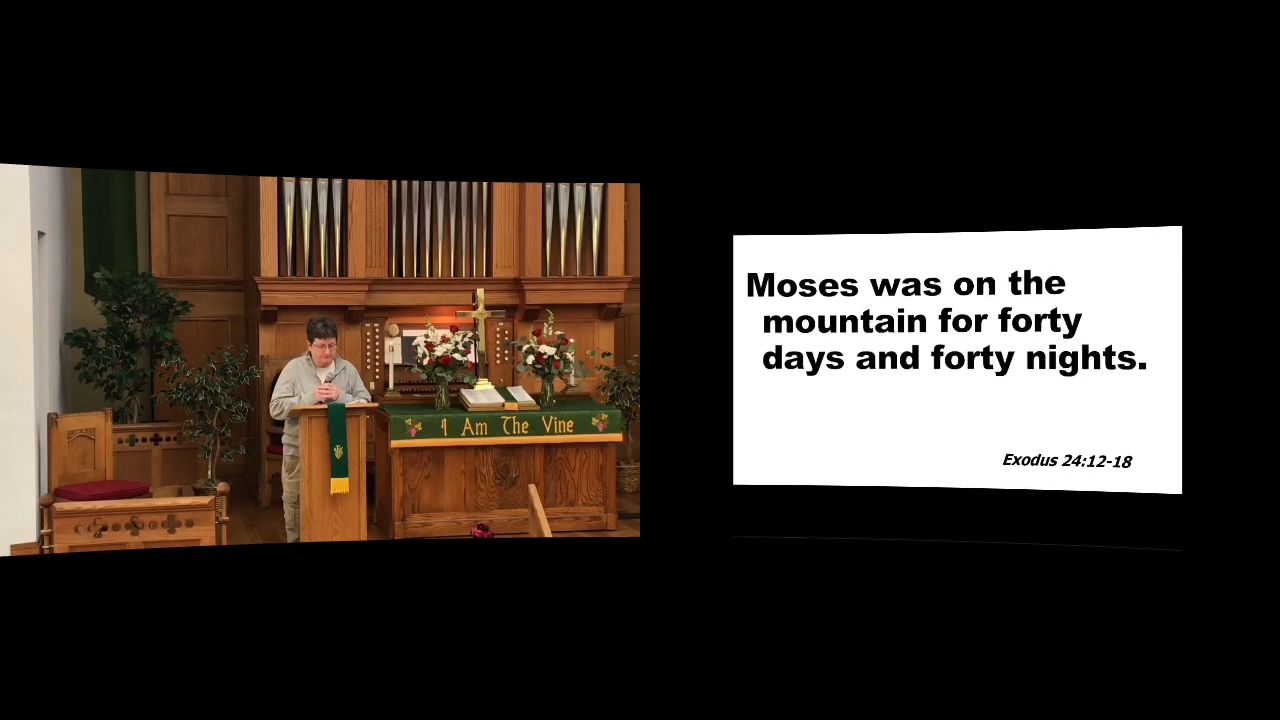 I Am The Vine
Moses was on the
mountain for forty
days and forty nights.
Exodus 24:12-18